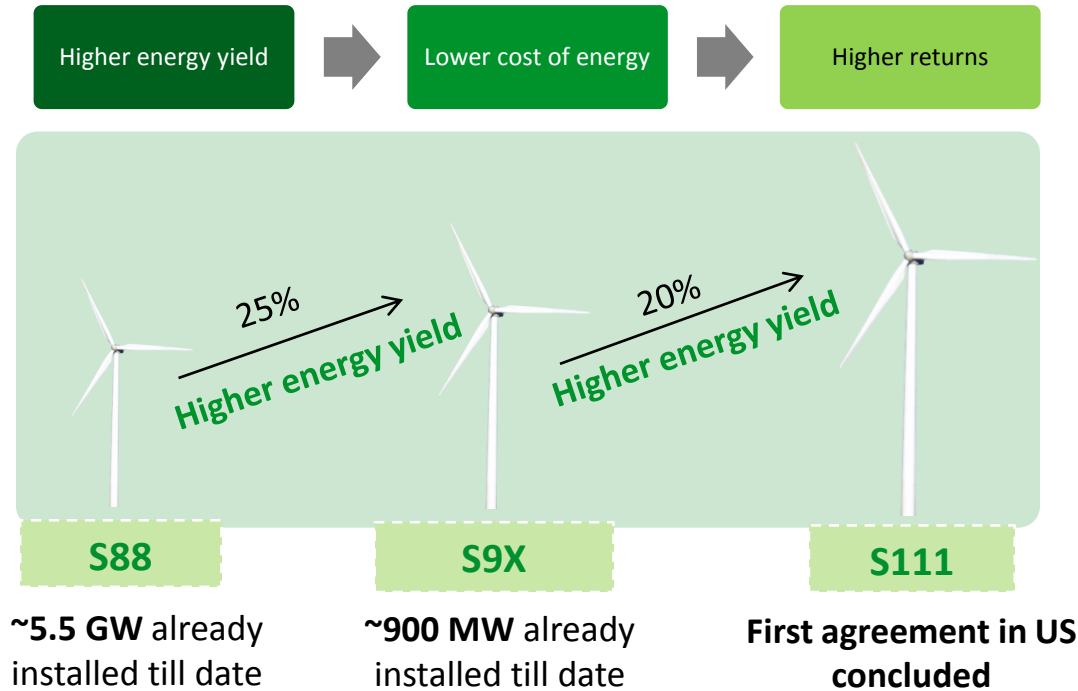 Higher energy yield
Lower cost of energy
Higher returns
25%
Higher energy yield
20%
Higher energy yield
S88
S9X
S111
~5.5 GW already
installed till date
~900 MW already
installed till date
First agreement in US
concluded